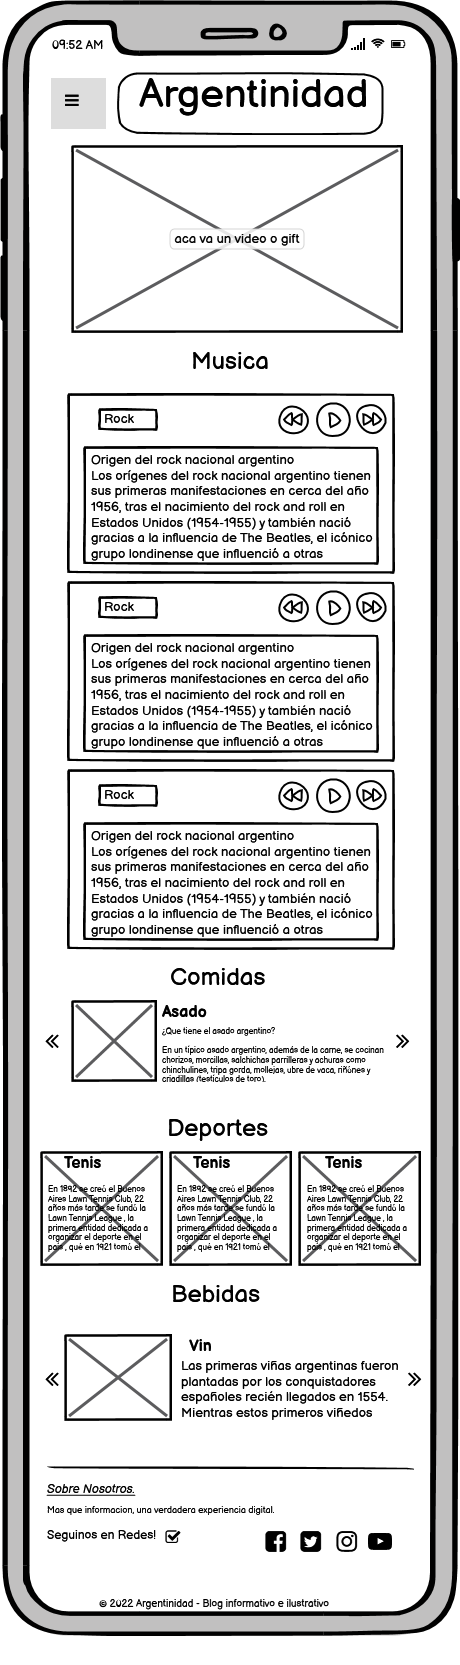 09:52 AM
Argentinidad
aca va un video o gift
Musica
Rock
Origen del rock nacional argentino
Los orígenes del rock nacional argentino tienen
sus primeras manifestaciones en cerca del año
1956, tras el nacimiento del rock and roll en
Estados Unidos (1954-1955) y también nació
gracias a la influencia de The Beatles, el icónico
grupo londinense que influenció a otras
Rock
Origen del rock nacional argentino
Los orígenes del rock nacional argentino tienen
sus primeras manifestaciones en cerca del año
1956, tras el nacimiento del rock and roll en
Estados Unidos (1954-1955) y también nació
gracias a la influencia de The Beatles, el icónico
grupo londinense que influenció a otras
Rock
Origen del rock nacional argentino
Los orígenes del rock nacional argentino tienen
sus primeras manifestaciones en cerca del año
1956, tras el nacimiento del rock and roll en
Estados Unidos (1954-1955) y también nació
gracias a la influencia de The Beatles, el icónico
grupo londinense que influenció a otras
Comidas
Asado
¿Que tiene el asado argentino?
En un típico asado argentino, además de la carne, se cocinan
chorizos, morcillas, salchichas parrilleras y achuras como
chinchulines, tripa gorda, mollejas, ubre de vaca, riñones y
criadillas (testículos de toro).
Deportes
Tenis
En 1892 se creó el Buenos
Aires Lawn Tennis Club, 22
años más tarde se fundó la
Lawn Tennis League , la
primera entidad dedicada a
organizar el deporte en el
país , que en 1921 tomó el
Tenis
En 1892 se creó el Buenos
Aires Lawn Tennis Club, 22
años más tarde se fundó la
Lawn Tennis League , la
primera entidad dedicada a
organizar el deporte en el
país , que en 1921 tomó el
Tenis
En 1892 se creó el Buenos
Aires Lawn Tennis Club, 22
años más tarde se fundó la
Lawn Tennis League , la
primera entidad dedicada a
organizar el deporte en el
país , que en 1921 tomó el
Bebidas
Vin
Las primeras viñas argentinas fueron
plantadas por los conquistadores
españoles recién llegados en 1554.
Mientras estos primeros viñedos
Sobre Nosotros.
Mas que informacion, una verdadera experiencia digital.
Seguinos en Redes!
© 2022 Argentinidad - Blog informativo e ilustrativo